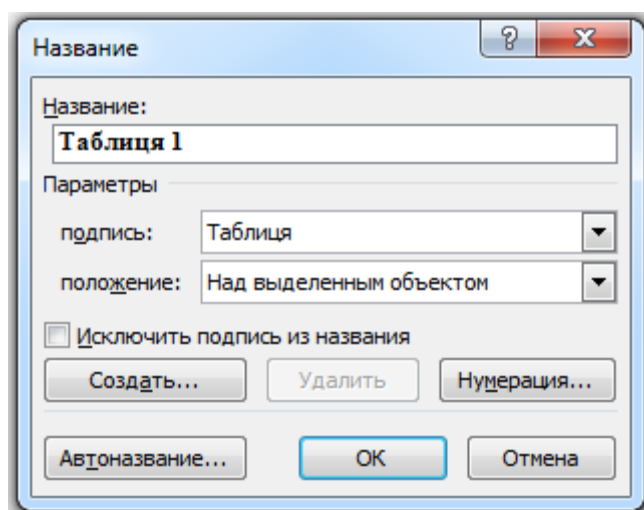 Название
Название:
Таблиця 1
Параметры
подпись: Таблиця
положение: Над выделенным объектом
Исключить подпись из названия
Создать... Удалить Нумерация...
Автоназвание... ОК Отмена